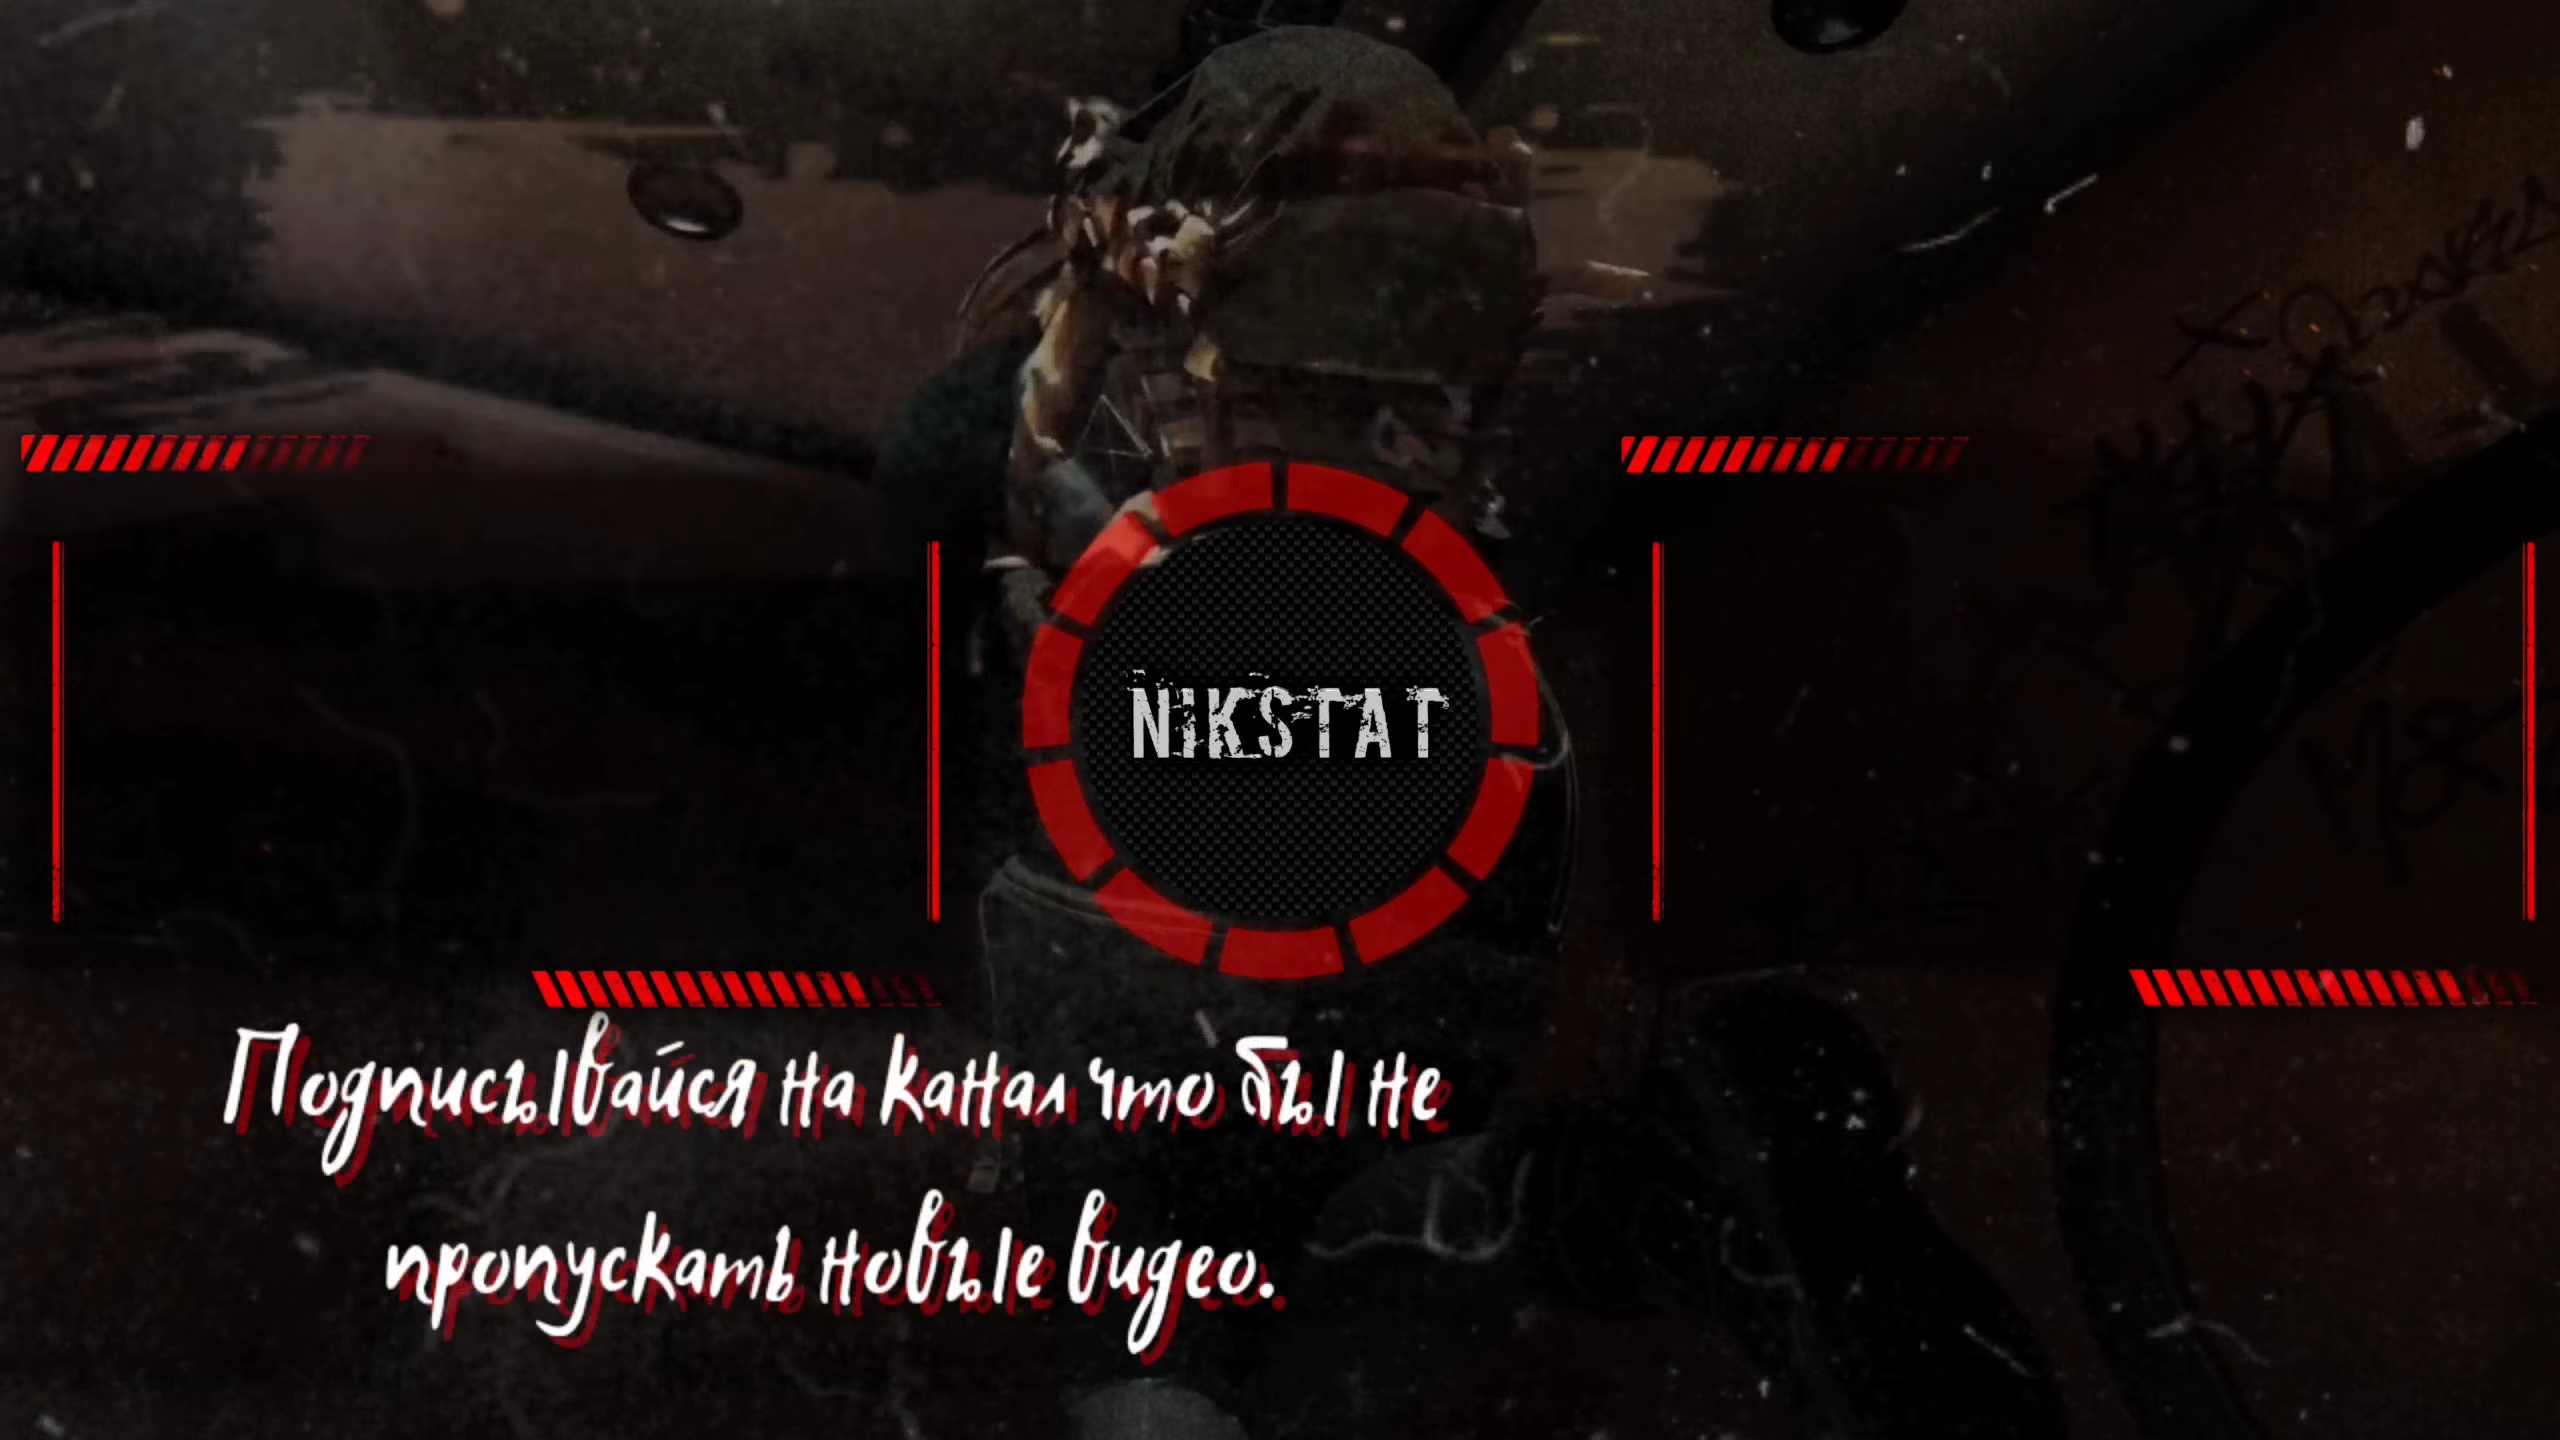 NIKSTAT
Подписывайся на канал что бы не
пропускать новые видео.